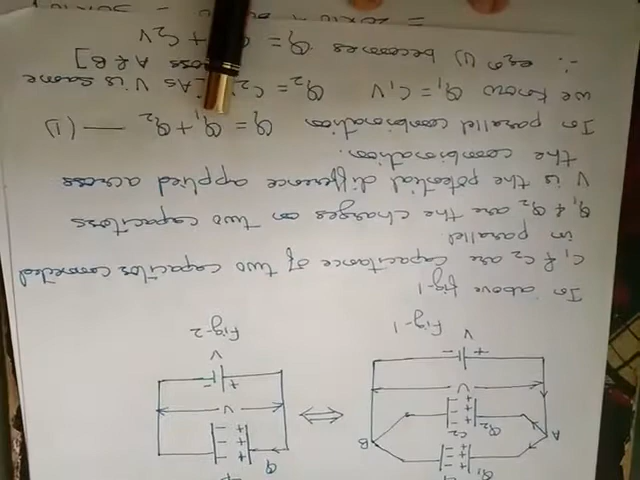 Q1
A
Q2
C2
B
V
V
Fig-1
Q
V
V
Fig-2
In above fig-1
C1 & C2 are capacitance of two capacitors connected
in parallel.
Q1 & Q2 are the charges on two capacitors
V is the potential difference applied across
the combination.
In parallel combination Q = Q1 + Q2 — (1)
we know Q1 = C1V Q2 = C2 [As V is same
across A & B]
∴ eqn (1) becomes Q = + C2V